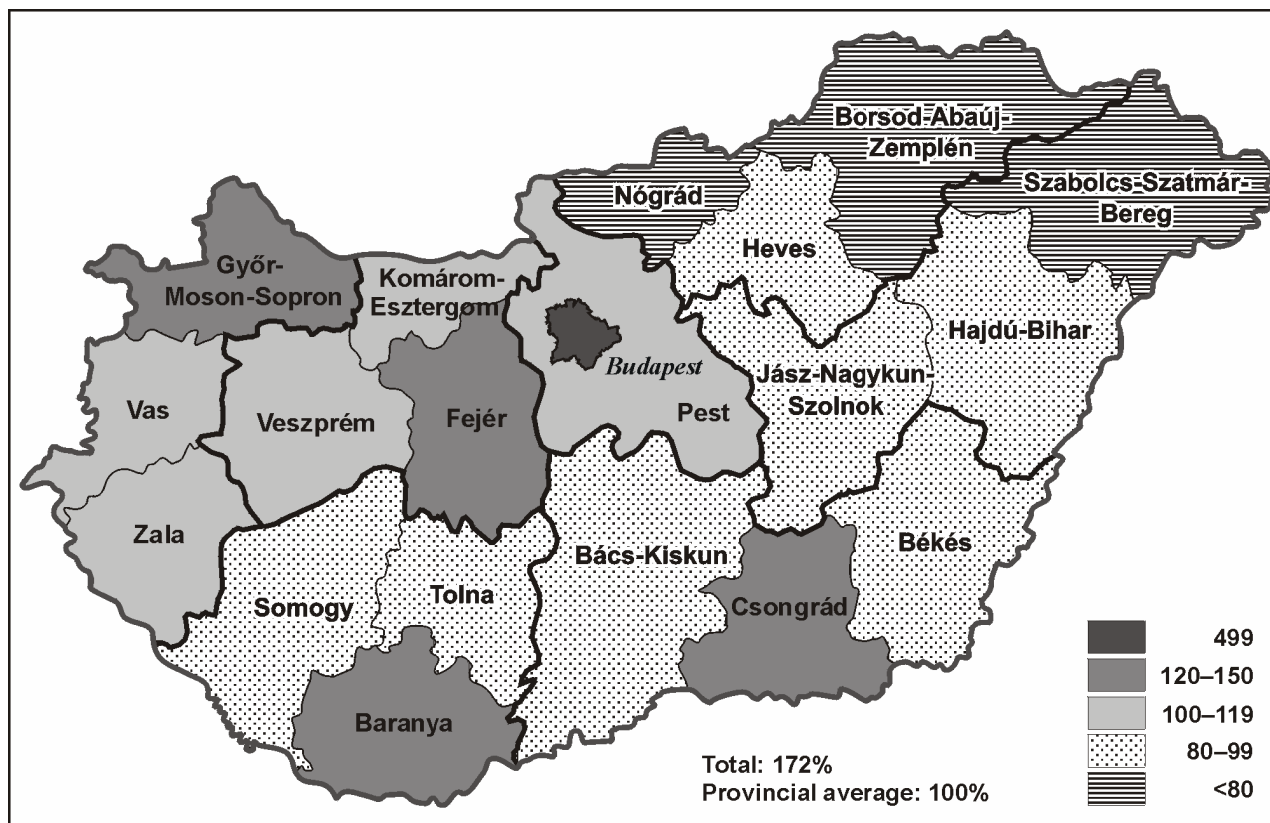 Borsod-Abaúj-
Zemplén
Szabolcs-Szatmár-
Bereg
Nógrád
Heves
Győr-
Moson-Sopron
Komárom-
Esztergom
Hajdú-Bihar
Budapest
Jász-Nagykun-
Szolnok
Vas
Veszprém
Fejér
Pest
Zala
Bács-Kiskun
Békés
Somogy
Tolna
Csongrád
Baranya
499
120–150
100–119
80–99
<80
Total: 172%
Provincial average: 100%